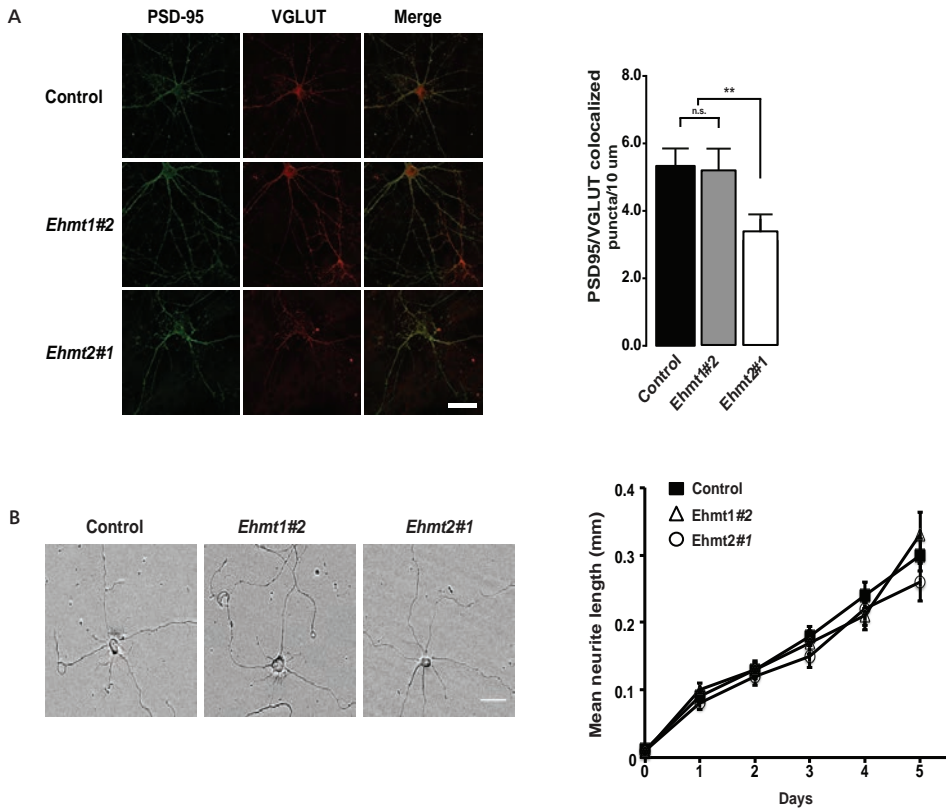 A
PSD-95 VGLUT Merge
Control
Ehmt1#2
Ehmt2#1
PSD95/VGLUT colocalized
puncta/10 um
8.0
6.0
4.0
2.0
0.0
n.s.
**
Control
Ehmt1#2
Ehmt2#1
B
Control Ehmt1#2 Ehmt2#1
Mean neurite length (mm)
0.4
0.3
0.2
0.1
0
Control
Ehmt1#2
Ehmt2#1
0 1 2 3 4 5
Days